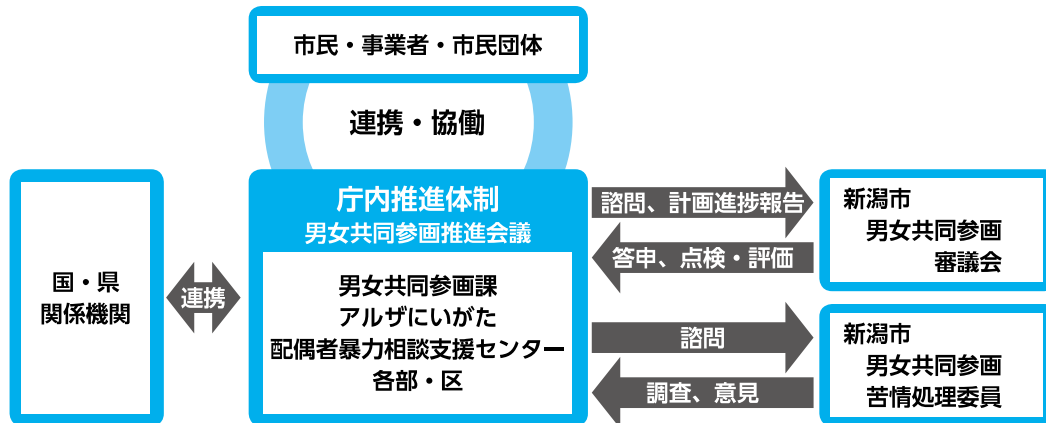 市民・事業者・市民団体
連携・協働
国・県
関係機関
連携
庁内推進体制
男女共同参画推進会議
男女共同参画課
アルザにいがた
配偶者暴力相談支援センター
各部・区
諮問、計画進捗報告
答申、点検・評価
新潟市
男女共同参画
審議会
諮問
調査、意見
新潟市
男女共同参画
苦情処理委員